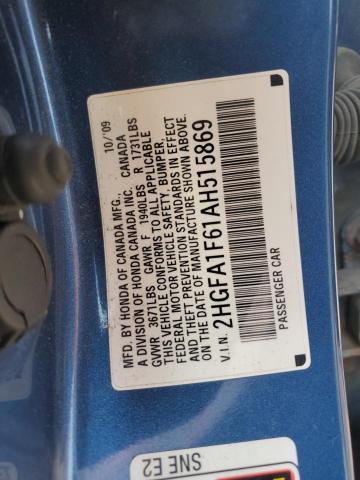 10/'09
MFD. BY HONDA OF CANADA MFG.,
A DIVISION OF HONDA CANADA INC. CANADA
GVWR 3671LBS GAWR F 1940LBS R 1731LBS
THIS VEHICLE CONFORMS TO ALL APPLICABLE
FEDERAL MOTOR VEHICLE SAFETY, BUMPER,
AND THEFT PREVENTION STANDARDS IN EFFECT
ON THE DATE OF MANUFACTURE SHOWN ABOVE.
V.I.N. 2HGFA1F61AH515869
PASSENGER CAR
SNE E2